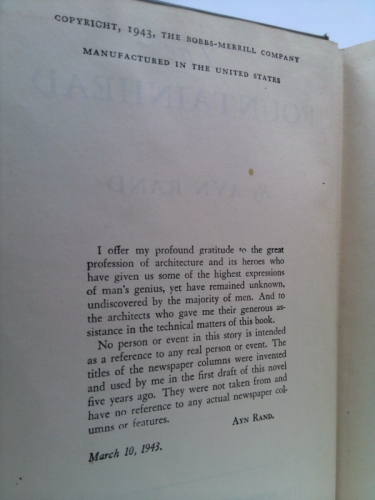 COPYRIGHT, 1943, THE BOBBS-MERRILL COMPANY
MANUFACTURED IN THE UNITED STATES
FOUNTAINHEAD
AYN RAND
I offer my profound gratitude to the great
profession of architecture and its heroes who
have given us some of the highest expressions
of man's genius, yet have remained unknown,
undiscovered by the majority of men. And to
the architects who gave me their generous as-
sistance in the technical matters of this book.
No person or event in this story is intended
as a reference to any real person or event. The
titles of the newspaper columns were invented
and used by me in the first draft of this novel
five years ago. They were not taken from and
have no reference to any actual newspaper col-
umns or features.
AYN RAND.
March 10, 1943.